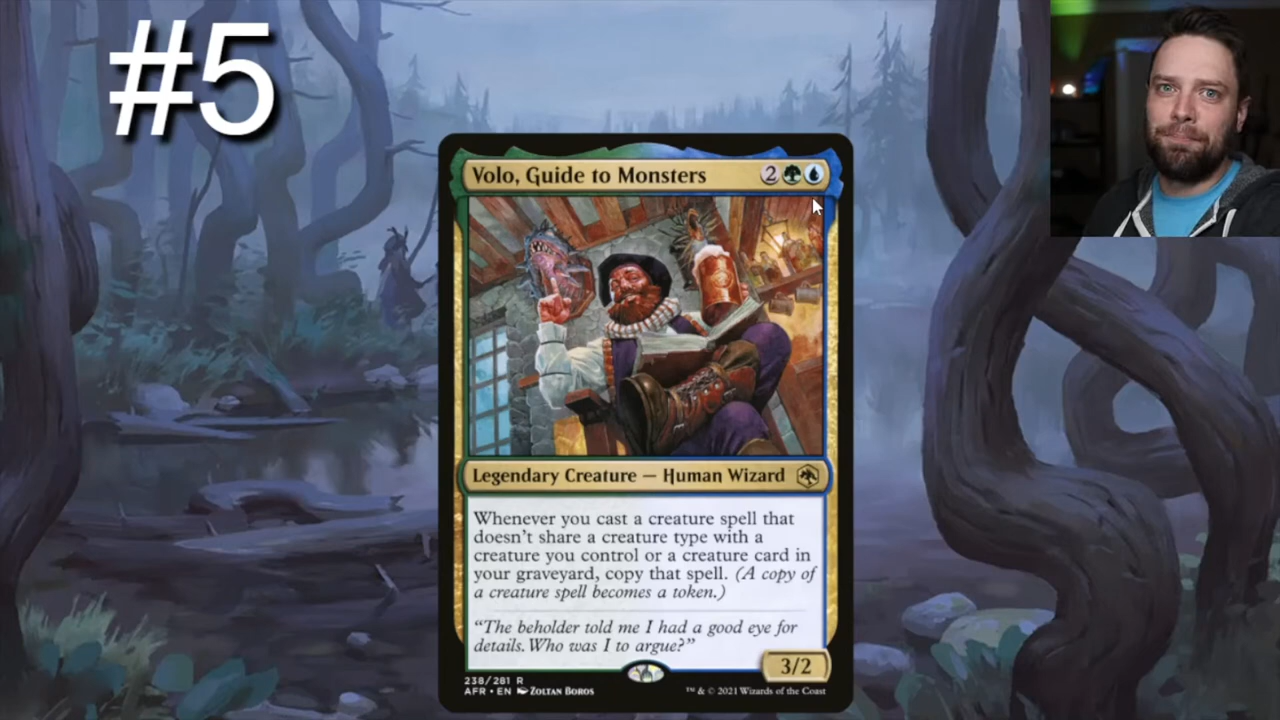 #5
Volo, Guide to Monsters 2
Legendary Creature — Human Wizard
Whenever you cast a creature spell that
doesn't share a creature type with a
creature you control or a creature card in
your graveyard, copy that spell. (A copy of
a creature spell becomes a token.)
"The beholder told me I had a good eye for
details. Who was I to argue?"
3/2
238/281 R
AFR • EN Zoltan Boros
™ & © 2021 Wizards of the Coast